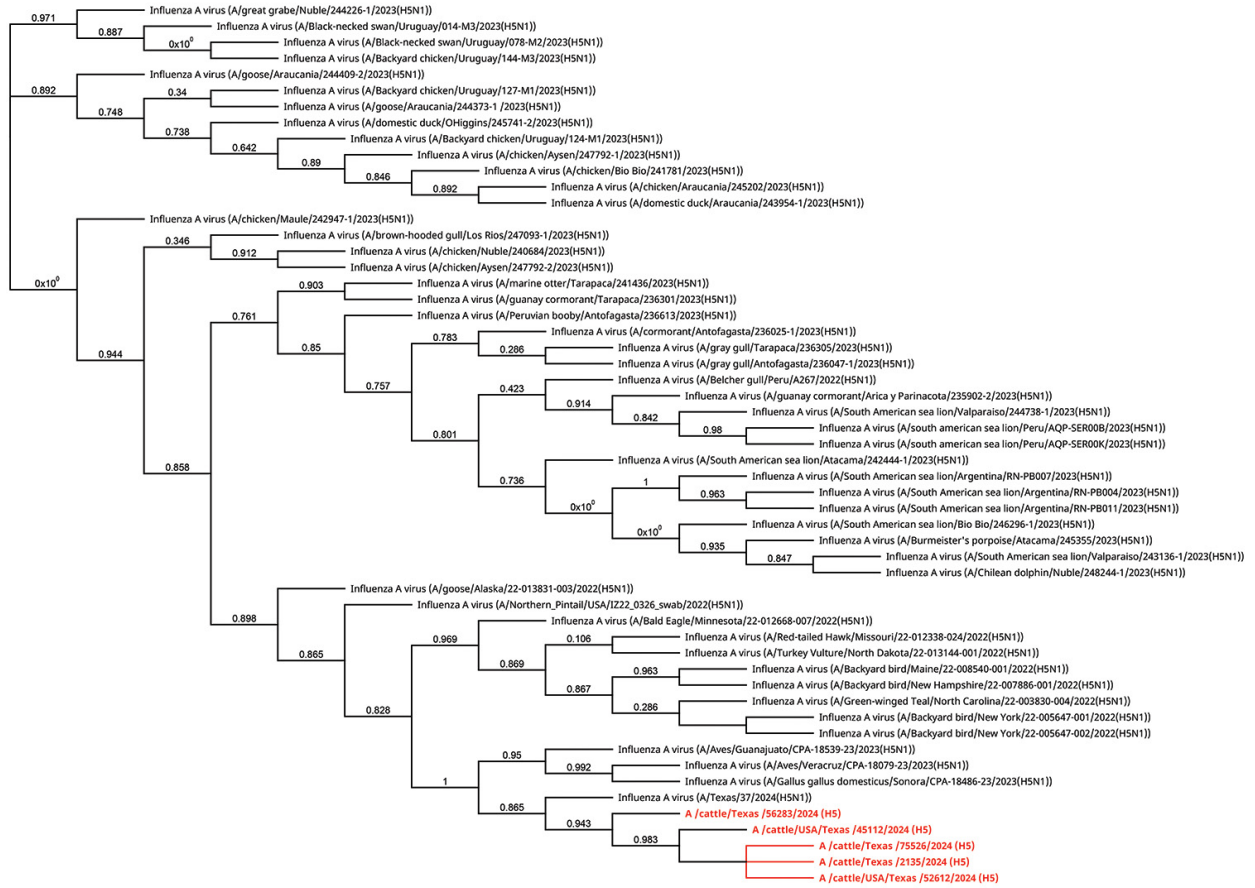 Influenza A virus (A/great grabe/Nuble/244226-1/2023(H5N1))
0.971
Influenza A virus (A/Black-necked swan/Uruguay/014-M3/2023(H5N1))
0.887
Influenza A virus (A/Black-necked swan/Uruguay/078-M2/2023(H5N1))
0x10⁰
Influenza A virus (A/Backyard chicken/Uruguay/144-M3/2023(H5N1))
Influenza A virus (A/goose/Araucania/244409-2/2023(H5N1))
0.892
Influenza A virus (A/Backyard chicken/Uruguay/127-M1/2023(H5N1))
0.34
Influenza A virus (A/goose/Araucania/244373-1 /2023(H5N1))
0.748
Influenza A virus (A/domestic duck/OHiggins/245741-2/2023(H5N1))
0.738
Influenza A virus (A/Backyard chicken/Uruguay/124-M1/2023(H5N1))
0.642
Influenza A virus (A/chicken/Aysen/247792-1/2023(H5N1))
0.89
Influenza A virus (A/chicken/Bio Bio/241781/2023(H5N1))
0.846
Influenza A virus (A/chicken/Araucania/245202/2023(H5N1))
0.892
Influenza A virus (A/domestic duck/Araucania/243954-1/2023(H5N1))
Influenza A virus (A/chicken/Maule/242947-1/2023(H5N1))
Influenza A virus (A/brown-hooded gull/Los Rios/247093-1/2023(H5N1))
0.346
Influenza A virus (A/chicken/Nuble/240684/2023(H5N1))
0.912
Influenza A virus (A/chicken/Aysen/247792-2/2023(H5N1))
0x10⁰
Influenza A virus (A/marine otter/Tarapaca/241436/2023(H5N1))
0.903
Influenza A virus (A/guanay cormorant/Tarapaca/236301/2023(H5N1))
0.761
Influenza A virus (A/Peruvian booby/Antofagasta/236613/2023(H5N1))
Influenza A virus (A/cormorant/Antofagasta/236025-1/2023(H5N1))
0.783
0.85
Influenza A virus (A/gray gull/Tarapaca/236305/2023(H5N1))
0.286
0.944
Influenza A virus (A/gray gull/Antofagasta/236047-1/2023(H5N1))
Influenza A virus (A/Belcher gull/Peru/A267/2022(H5N1))
0.757
0.423
Influenza A virus (A/guanay cormorant/Arica y Parinacota/235902-2/2023(H5N1))
0.914
Influenza A virus (A/South American sea lion/Valparaiso/244738-1/2023(H5N1))
0.842
Influenza A virus (A/south american sea lion/Peru/AQP-SER00B/2023(H5N1))
0.98
0.801
Influenza A virus (A/south american sea lion/Peru/AQP-SER00K/2023(H5N1))
Influenza A virus (A/South American sea lion/Atacama/242444-1/2023(H5N1))
0.858
Influenza A virus (A/South American sea lion/Argentina/RN-PB007/2023(H5N1))
0.736
1
Influenza A virus (A/South American sea lion/Argentina/RN-PB004/2023(H5N1))
0.963
Influenza A virus (A/South American sea lion/Argentina/RN-PB011/2023(H5N1))
0x10⁰
Influenza A virus (A/South American sea lion/Bio Bio/246296-1/2023(H5N1))
0x10⁰
Influenza A virus (A/Burmeister's porpoise/Atacama/245355/2023(H5N1))
0.935
Influenza A virus (A/South American sea lion/Valparaiso/243136-1/2023(H5N1))
0.847
Influenza A virus (A/Chilean dolphin/Nuble/248244-1/2023(H5N1))
Influenza A virus (A/goose/Alaska/22-013831-003/2022(H5N1))
Influenza A virus (A/Northern_Pintail/USA/IZ22_0326_swab/2022(H5N1))
0.898
Influenza A virus (A/Bald Eagle/Minnesota/22-012668-007/2022(H5N1))
0.969
Influenza A virus (A/Red-tailed Hawk/Missouri/22-012338-024/2022(H5N1))
0.106
Influenza A virus (A/Turkey Vulture/North Dakota/22-013144-001/2022(H5N1))
0.865
0.869
Influenza A virus (A/Backyard bird/Maine/22-008540-001/2022(H5N1))
0.963
Influenza A virus (A/Backyard bird/New Hampshire/22-007886-001/2022(H5N1))
0.867
Influenza A virus (A/Green-winged Teal/North Carolina/22-003830-004/2022(H5N1))
0.286
0.828
Influenza A virus (A/Backyard bird/New York/22-005647-001/2022(H5N1))
Influenza A virus (A/Backyard bird/New York/22-005647-002/2022(H5N1))
Influenza A virus (A/Aves/Guanajuato/CPA-18539-23/2023(H5N1))
0.95
Influenza A virus (A/Aves/Veracruz/CPA-18079-23/2023(H5N1))
0.992
Influenza A virus (A/Gallus gallus domesticus/Sonora/CPA-18486-23/2023(H5N1))
1
Influenza A virus (A/Texas/37/2024(H5N1))
0.865
A /cattle/Texas /56283/2024 (H5)
0.943
A /cattle/USA/Texas /45112/2024 (H5)
0.983
A /cattle/Texas /75526/2024 (H5)
A /cattle/Texas /2135/2024 (H5)
A /cattle/USA/Texas /52612/2024 (H5)